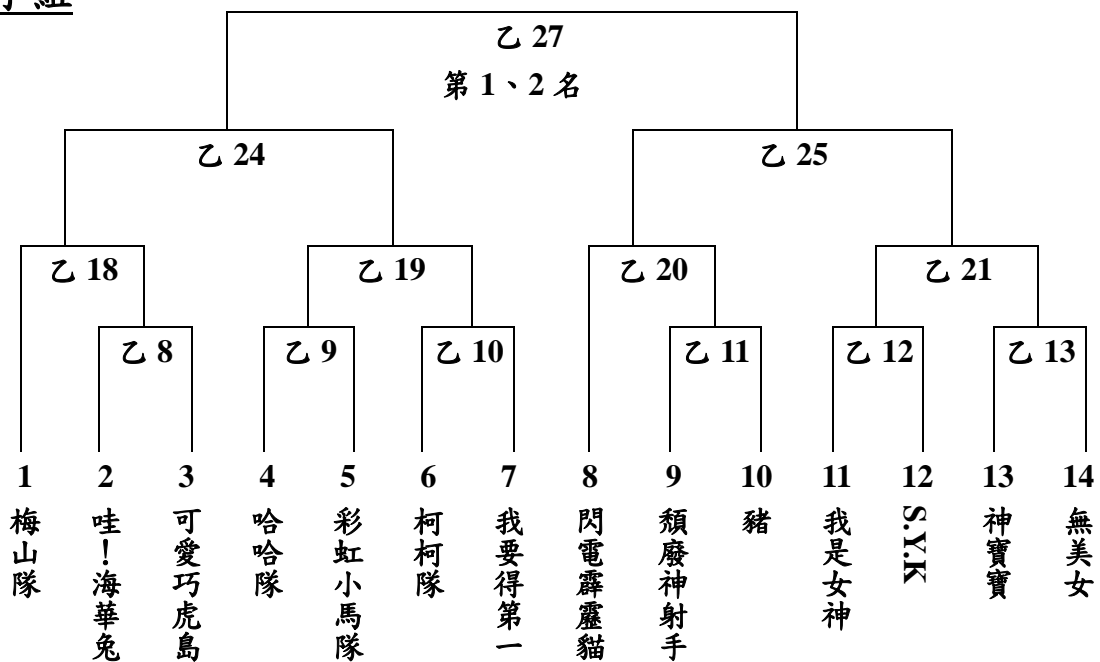 乙 27
第 1、2 名
乙 24
乙 25
乙 18
乙 19
乙 20
乙 21
乙 8
乙 9
乙 10
乙 11
乙 12
乙 13
1
2
3
4
5
6
7
8
9
10
11
12
13
14
梅山隊
哇！海華兔
可愛巧虎島
哈哈隊
彩虹小馬隊
柯柯隊
我要得第一
閃電霹靂貓
頹廢神射手
豬
我是女神
S.Y.K
神寶寶
無美女